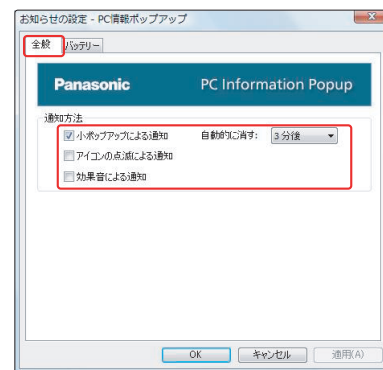 お知らせの設定 - PC情報ポップアップ
全般 バッテリー
Panasonic PC Information Popup
通知方法
小ポップアップによる通知 自動的に消す: 3 分後
アイコンの点滅による通知
効果音による通知
OK キャンセル 適用(A)